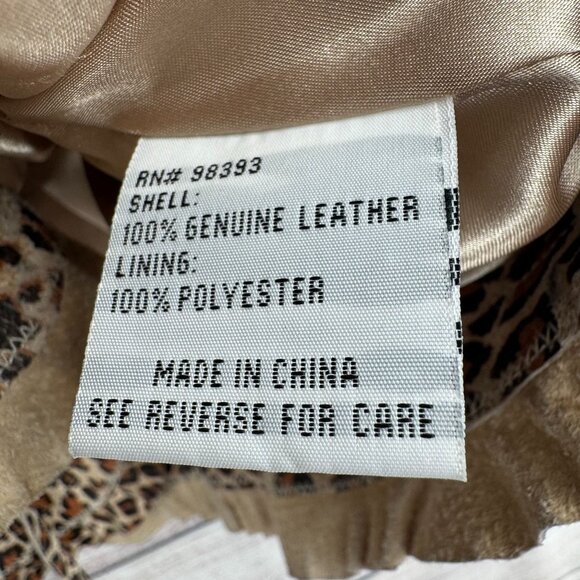 RN# 98393
SHELL:
100% GENUINE LEATHER
LINING:
100% POLYESTER
MADE IN CHINA
SEE REVERSE FOR CARE